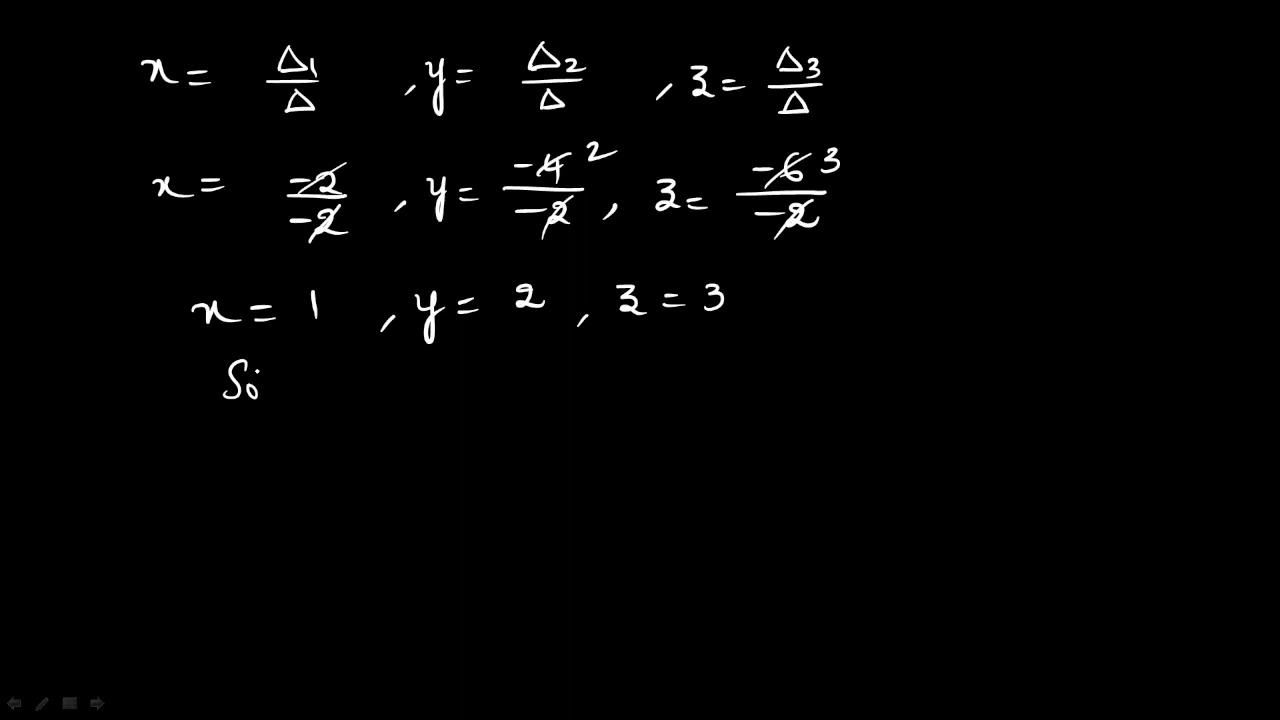 x = Δ1/Δ , y = Δ2/Δ , z = Δ3/Δ
x = -2/-2 , y = -4/-2 2 , z = -6/-2 3
x = 1 , y = 2 , z = 3
So